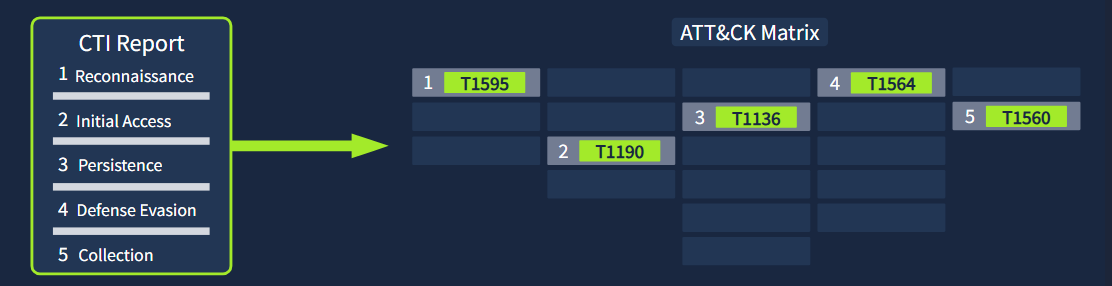 CTI Report
1 Reconnaissance
2 Initial Access
3 Persistence
4 Defense Evasion
5 Collection
ATT&CK Matrix
1 T1595
4 T1564
3 T1136
5 T1560
2 T1190